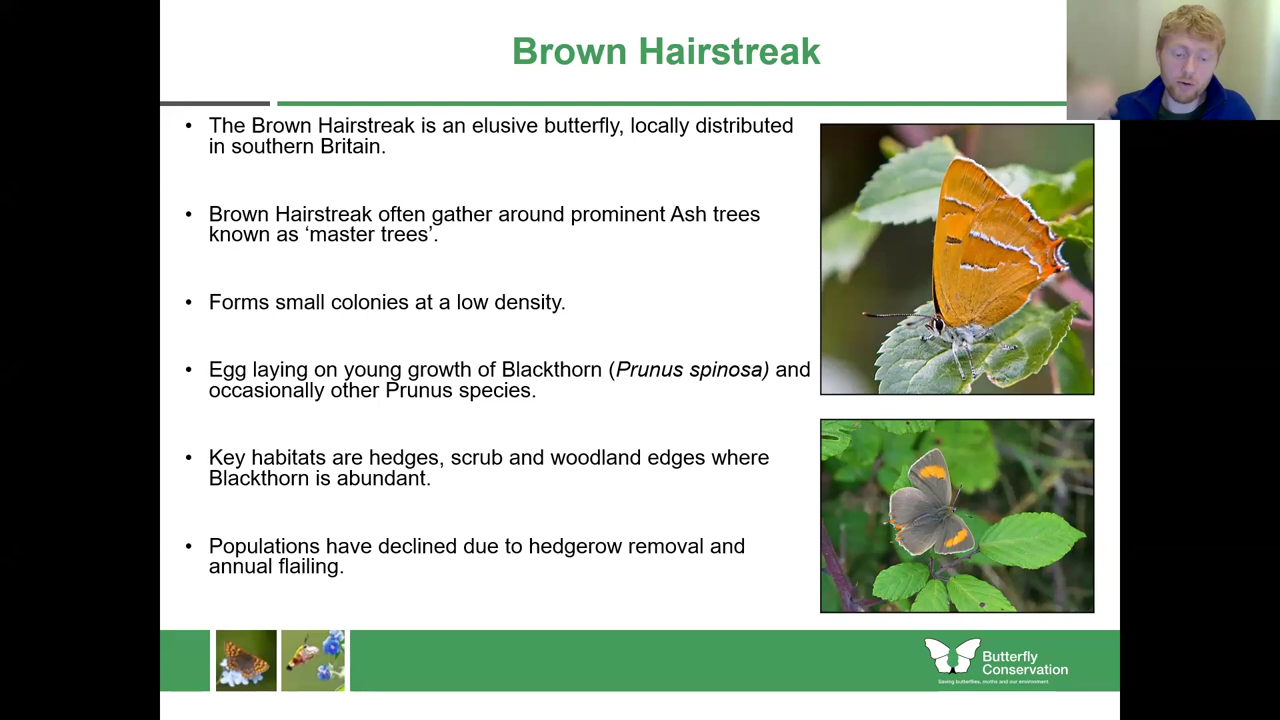 Brown Hairstreak
• The Brown Hairstreak is an elusive butterfly, locally distributed
in southern Britain.
• Brown Hairstreak often gather around prominent Ash trees
known as ‘master trees’.
• Forms small colonies at a low density.
• Egg laying on young growth of Blackthorn (Prunus spinosa) and
occasionally other Prunus species.
• Key habitats are hedges, scrub and woodland edges where
Blackthorn is abundant.
• Populations have declined due to hedgerow removal and
annual flailing.
Butterfly
Conservation
Saving butterflies, moths and our environment